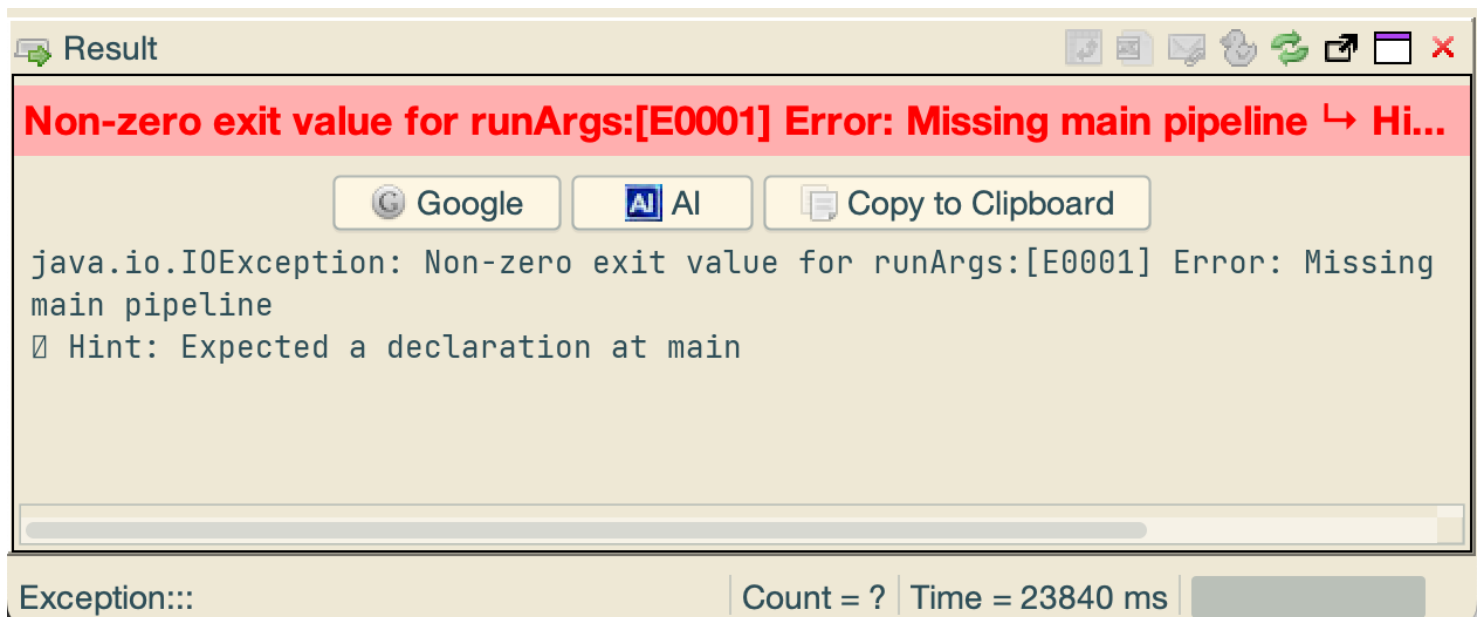 Result
Non-zero exit value for runArgs:[E0001] Error: Missing main pipeline ↳ Hi...
Google AI Copy to Clipboard
java.io.IOException: Non-zero exit value for runArgs:[E0001] Error: Missing
main pipeline
 Hint: Expected a declaration at main
Exception::: Count = ? Time = 23840 ms